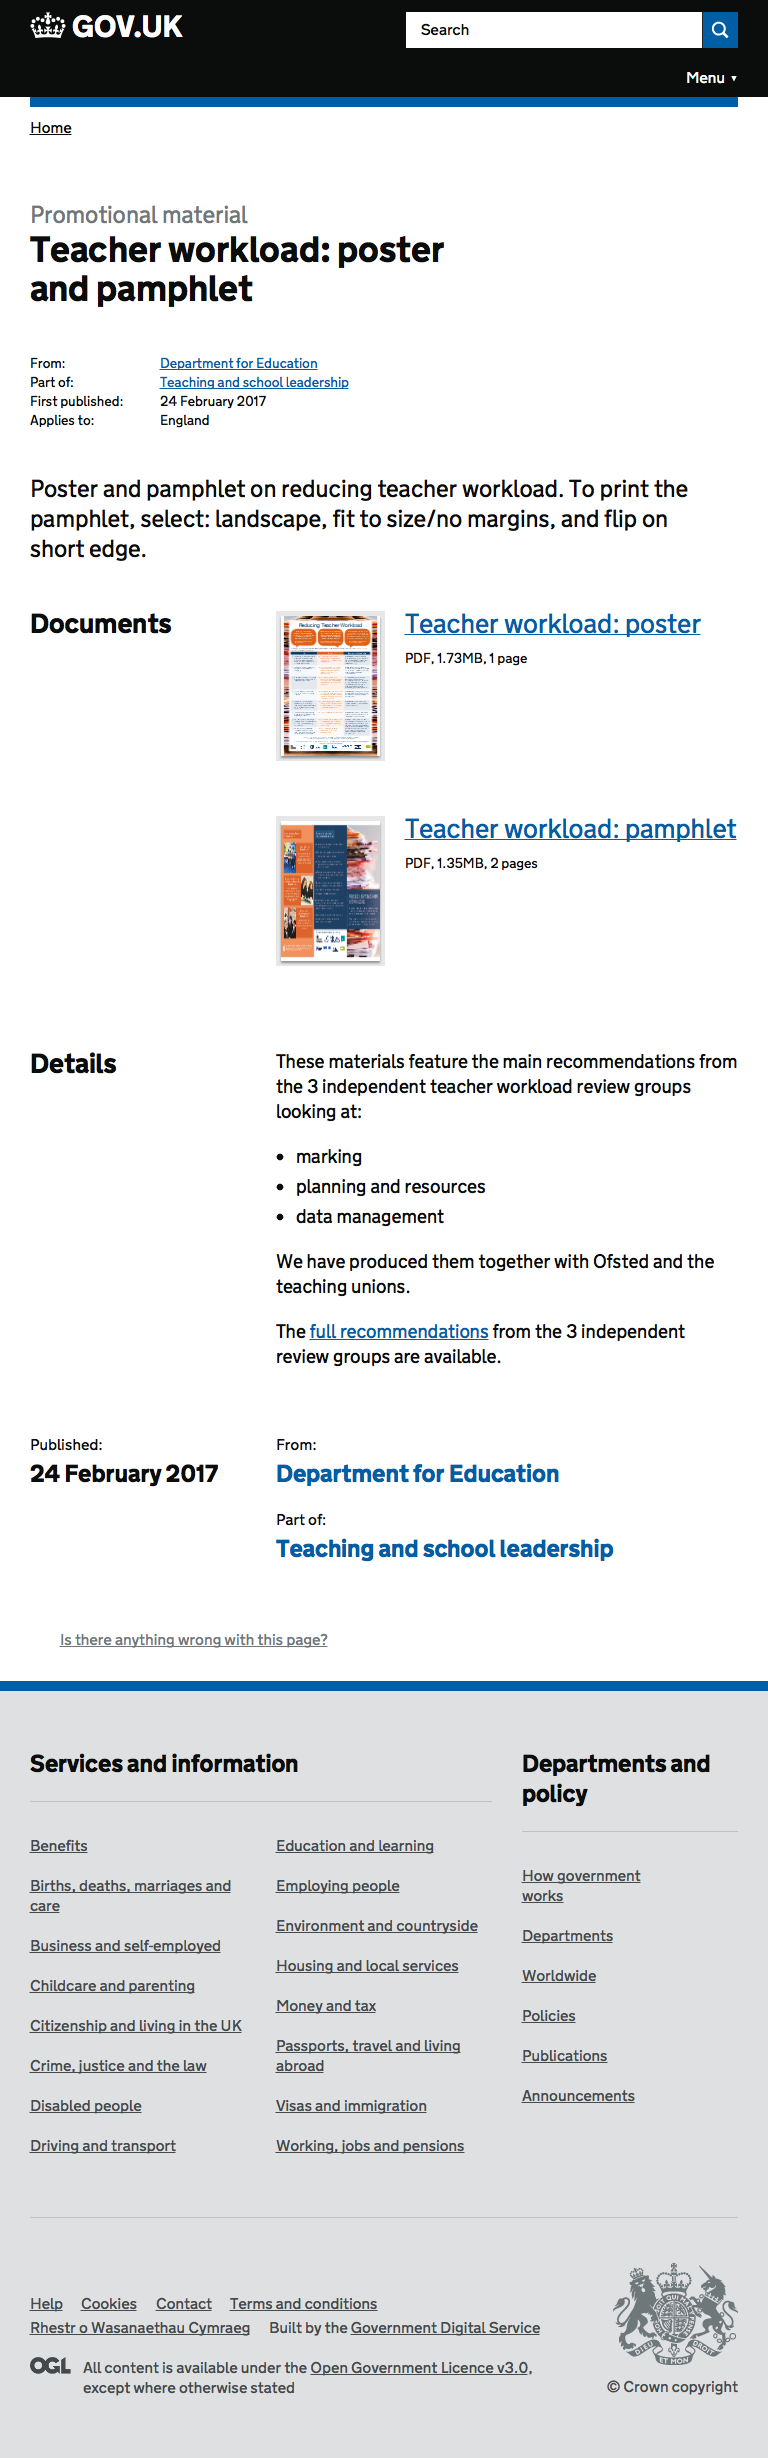 GOV.UK
Search
Menu ▼
Home
Promotional material
Teacher workload: poster
and pamphlet
From: Department for Education
Part of: Teaching and school leadership
First published: 24 February 2017
Applies to: England
Poster and pamphlet on reducing teacher workload. To print the
pamphlet, select: landscape, fit to size/no margins, and flip on
short edge.
Documents
Reducing Teacher Workload
Teacher workload: poster
PDF, 1.73MB, 1 page
Teacher workload: pamphlet
PDF, 1.35MB, 2 pages
Details
These materials feature the main recommendations from
the 3 independent teacher workload review groups
looking at:
• marking
• planning and resources
• data management
We have produced them together with Ofsted and the
teaching unions.
The full recommendations from the 3 independent
review groups are available.
Published:
24 February 2017
From:
Department for Education
Part of:
Teaching and school leadership
Is there anything wrong with this page?
Services and information
Benefits
Births, deaths, marriages and
care
Business and self-employed
Childcare and parenting
Citizenship and living in the UK
Crime, justice and the law
Disabled people
Driving and transport
Education and learning
Employing people
Environment and countryside
Housing and local services
Money and tax
Passports, travel and living
abroad
Visas and immigration
Working, jobs and pensions
Departments and
policy
How government
works
Departments
Worldwide
Policies
Publications
Announcements
Help Cookies Contact Terms and conditions
Rhestr o Wasanaethau Cymraeg Built by the Government Digital Service
OGL All content is available under the Open Government Licence v3.0,
except where otherwise stated
DIEU ET MON DROIT
© Crown copyright